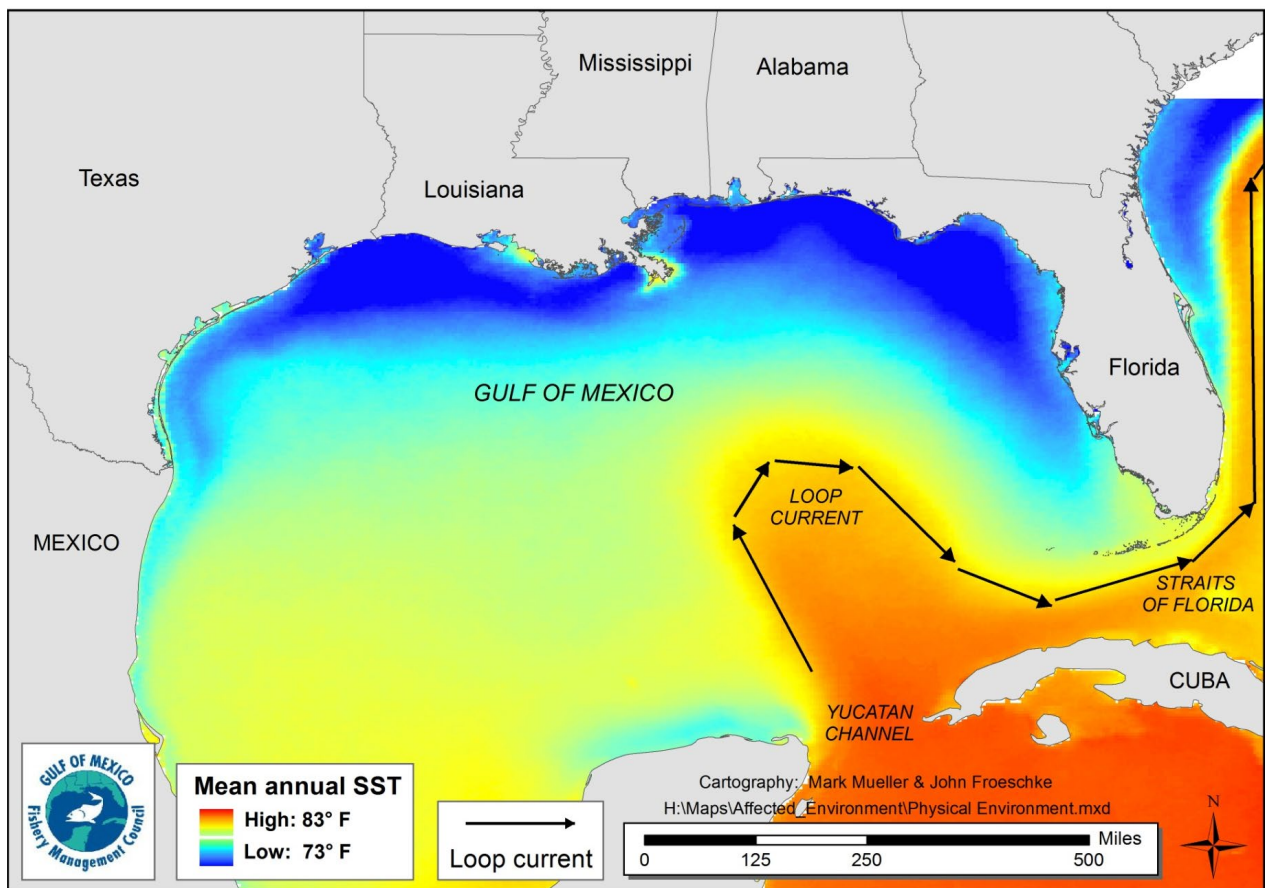 Mississippi
Alabama
Texas
Louisiana
Florida
GULF OF MEXICO
LOOP
CURRENT
MEXICO
STRAITS
OF FLORIDA
CUBA
YUCATAN
CHANNEL
GULF OF MEXICO
Fishery Management Council
Mean annual SST
High: 83° F
Low: 73° F
Loop current
Cartography: Mark Mueller & John Froeschke
H:\Maps\Affected_Environment\Physical Environment.mxd
Miles
0 125 250 500
N